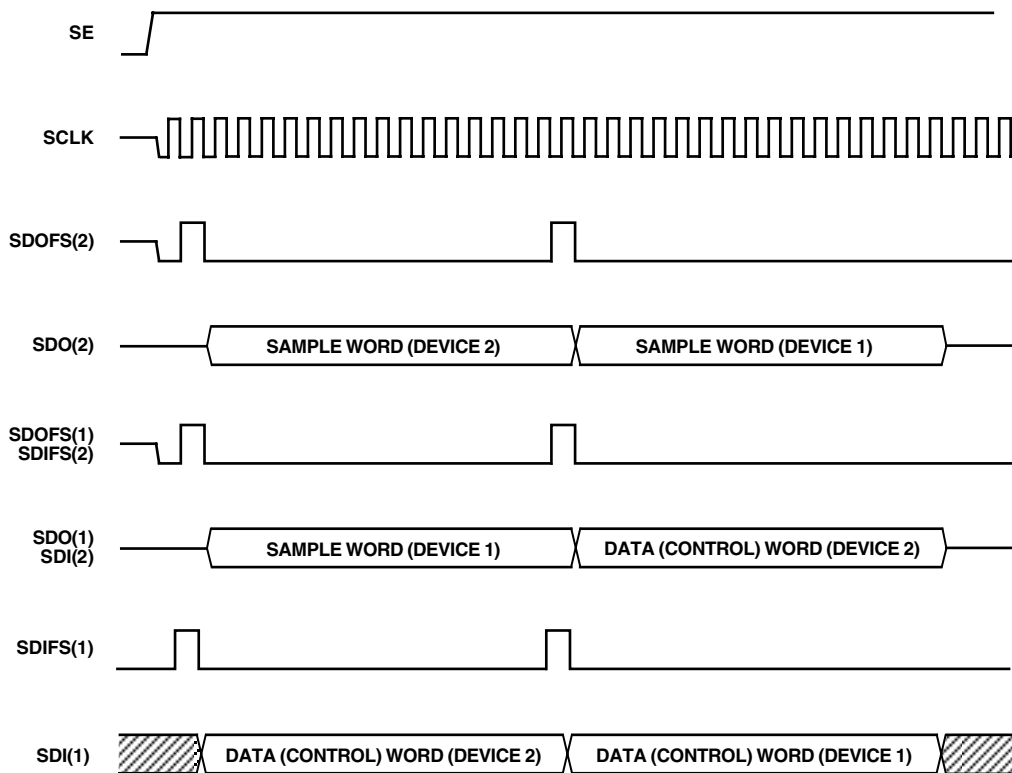 SE
SCLK
SDOFS(2)
SDO(2)
SAMPLE WORD (DEVICE 2)
SAMPLE WORD (DEVICE 1)
SDOFS(1)
SDIFS(2)
SDO(1)
SDI(2)
SAMPLE WORD (DEVICE 1)
DATA (CONTROL) WORD (DEVICE 2)
SDIFS(1)
SDI(1)
DATA (CONTROL) WORD (DEVICE 2)
DATA (CONTROL) WORD (DEVICE 1)